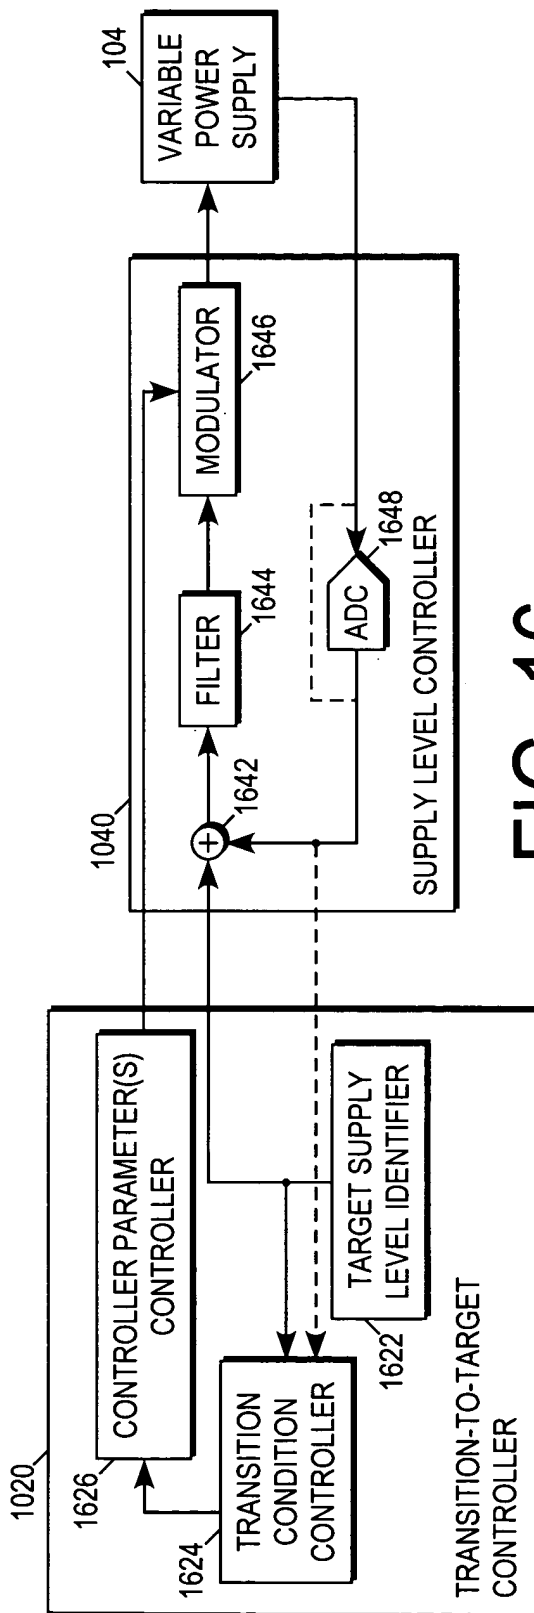 1020
1626
CONTROLLER PARAMETER(S)
CONTROLLER
1624
TRANSITION
CONDITION
CONTROLLER
1622
TARGET SUPPLY
LEVEL IDENTIFIER
TRANSITION-TO-TARGET
CONTROLLER
1040
+
1642
FILTER
1644
MODULATOR
1646
ADC
1648
SUPPLY LEVEL CONTROLLER
104
VARIABLE
POWER
SUPPLY